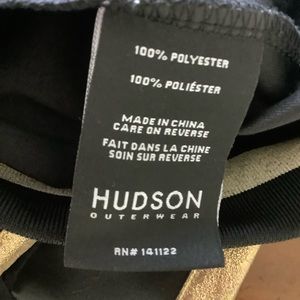 100% POLYESTER
100% POLIÉSTER
MADE IN CHINA
CARE ON REVERSE
FAIT DANS LA CHINE
SOIN SUR REVERSE
HUDSON
OUTERWEAR
RN# 141122